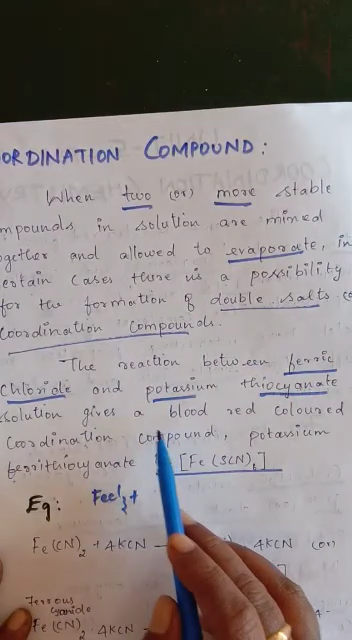 ORDINATION COMPOUND:
When two (or) more stable
mpounds in solution are mixed
ogether and allowed to evaporate, in
ertain cases there is a possibility
for the formation of double salts
Coordination compounds.
The reaction between ferric
Chloride and potassium thiocyanate
solution gives a blood red coloured
Coordination compound, potassium
ferrithiocyanate [Fe(SCN)
Eg: Fecl3 +
Fe(CN)2 + 4KCN 4KCN (or)
Ferrous
cyanide
Fe(CN)2 . 4KCN